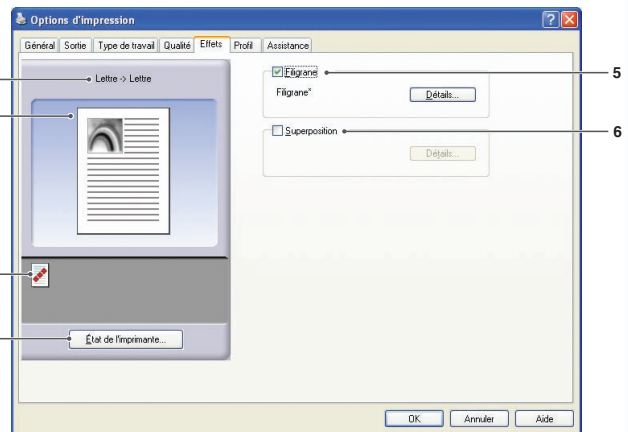 Options d'impression
Général Sortie Type de travail Qualité Effets Profil Assistance
Lettre -> Lettre
Filigrane
Filigrane*
Détails...
5
Superposition
Détails...
6
État de l'imprimante...
OK Annuler Aide